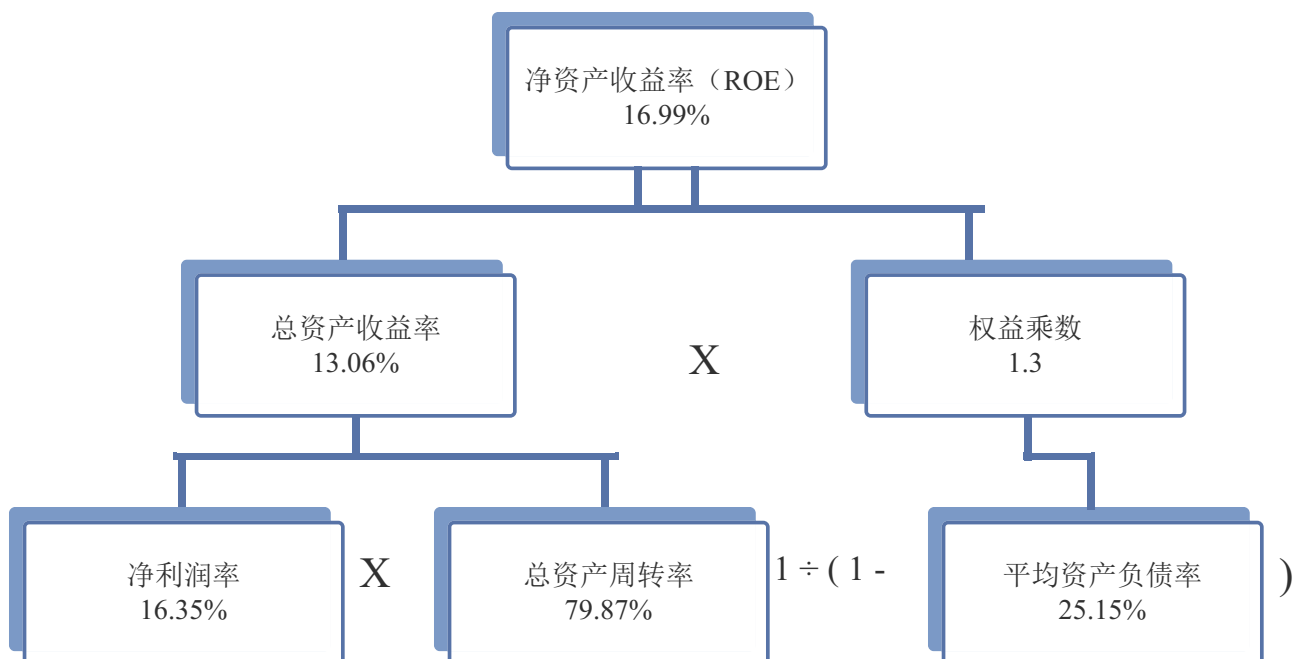 净资产收益率（ROE）
16.99%
总资产收益率
13.06%
X
权益乘数
1.3
净利润率
16.35%
X
总资产周转率
79.87%
1 ÷ ( 1 -
平均资产负债率
25.15%
)